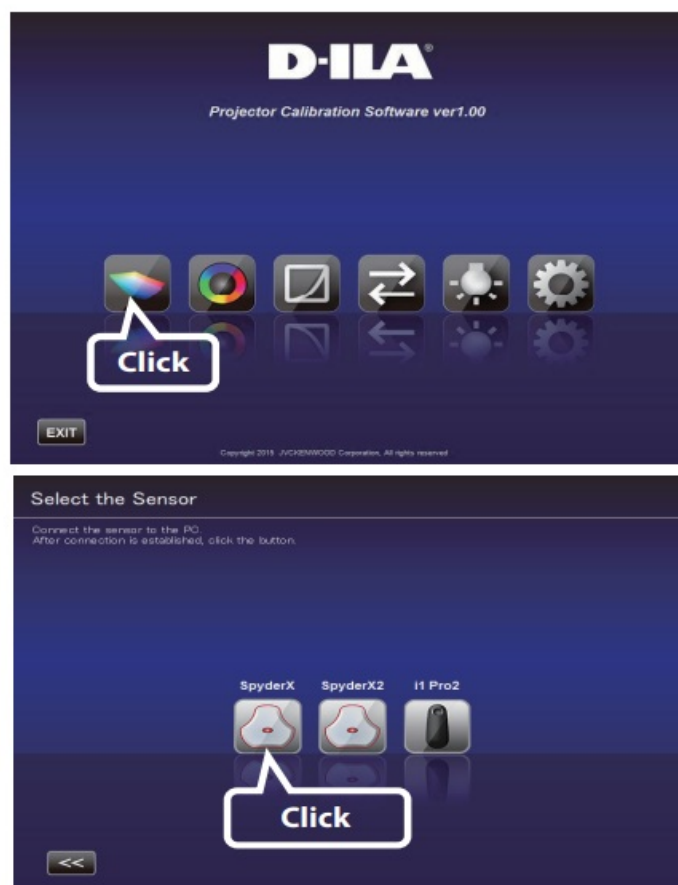 D-ILA®
Projector Calibration Software ver1.00
Click
EXIT
Copyright 2018 JVCKENWOOD Corporation, All rights reserved
Select the Sensor
Connect the sensor to the PC.
After connection is established, click the button.
SpyderX SpyderX2 i1 Pro2
Click
<<